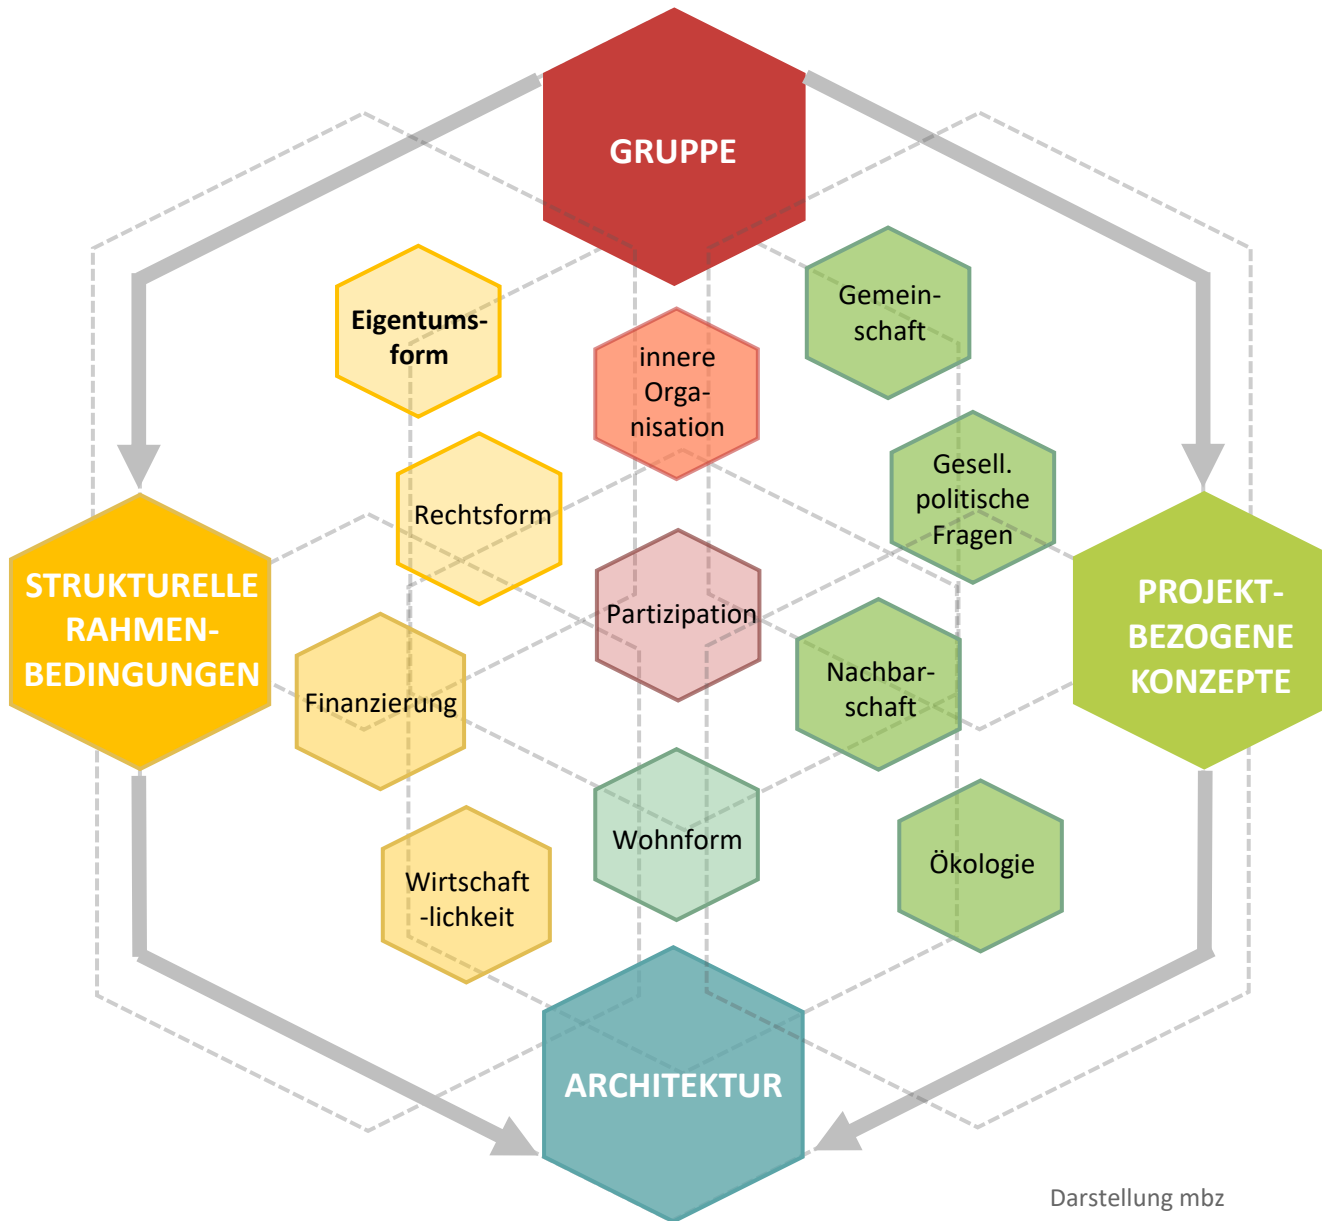 GRUPPE
Eigentums-
form
innere
Orga-
nisation
Gemein-
schaft
Rechtsform
Gesell.
politische
Fragen
STRUKTURELLE
RAHMEN-
BEDINGUNGEN
Partizipation
PROJEKT-
BEZOGENE
KONZEPTE
Finanzierung
Nachbar-
schaft
Wirtschaft
-lichkeit
Wohnform
Ökologie
ARCHITEKTUR
Darstellung mbz